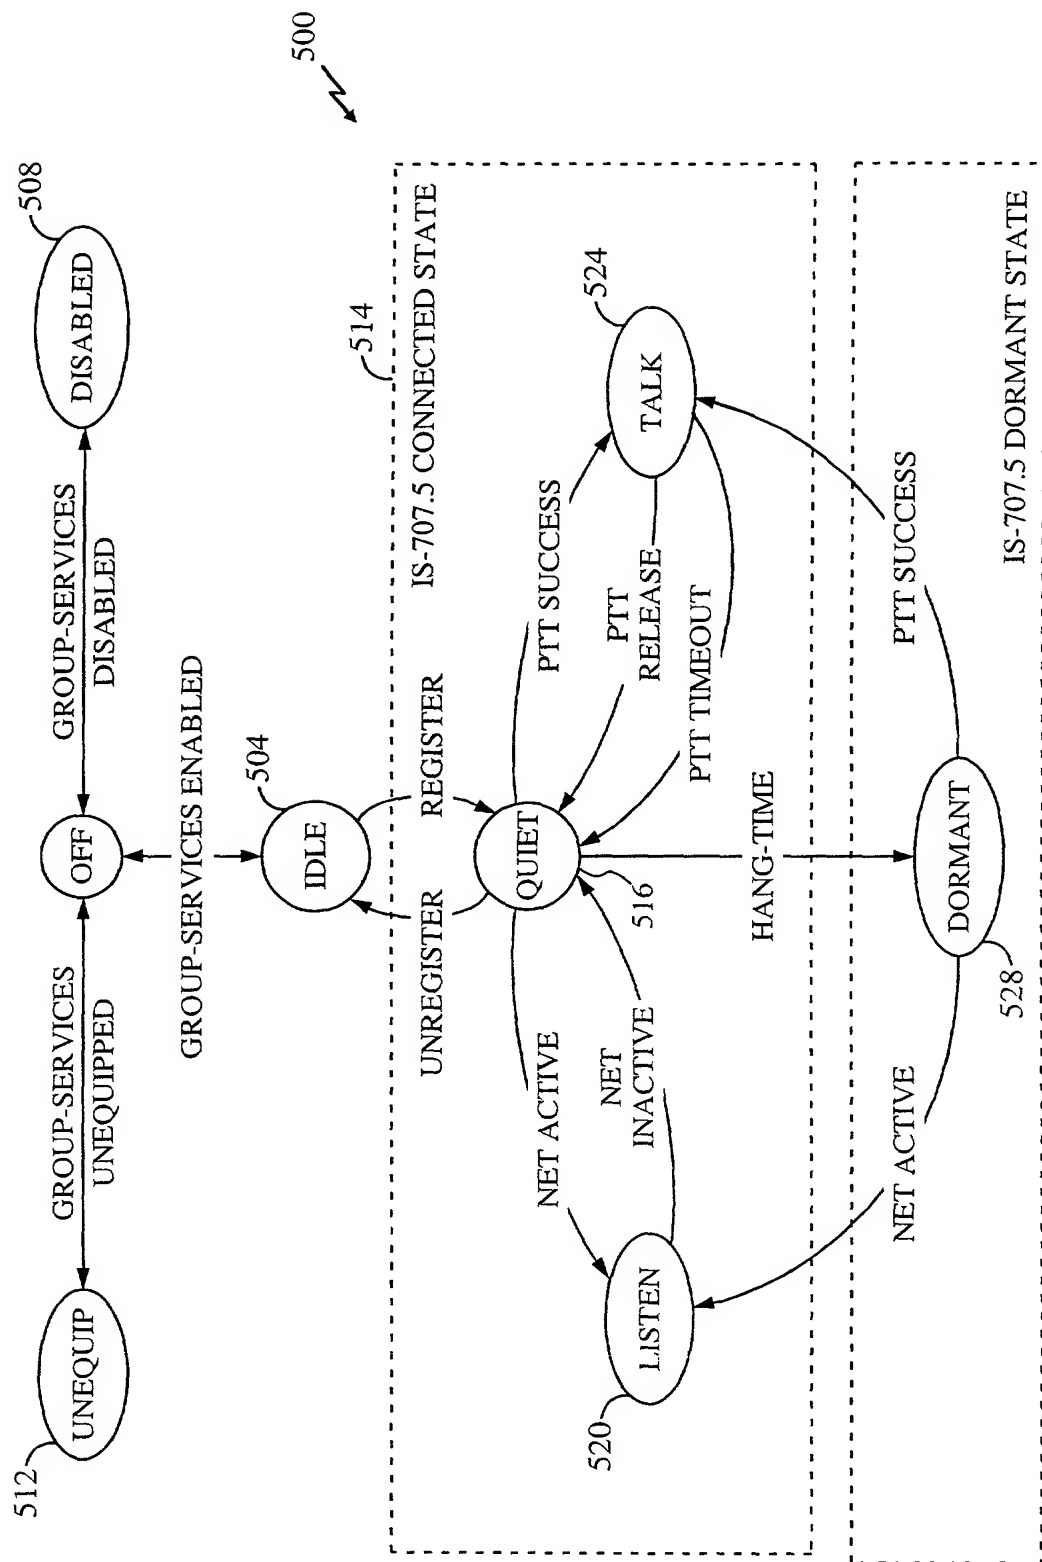 500
512
UNEQUIP
GROUP-SERVICES
UNEQUIPPED
OFF
GROUP-SERVICES
DISABLED
DISABLED
508
GROUP-SERVICES ENABLED
IDLE
504
514
UNREGISTER
REGISTER
IS-707.5 CONNECTED STATE
QUIET
516
NET ACTIVE
PTT SUCCESS
NET
INACTIVE
PTT
RELEASE
520
LISTEN
TALK
524
PTT TIMEOUT
HANG-TIME
NET ACTIVE
PTT SUCCESS
DORMANT
528
IS-707.5 DORMANT STATE